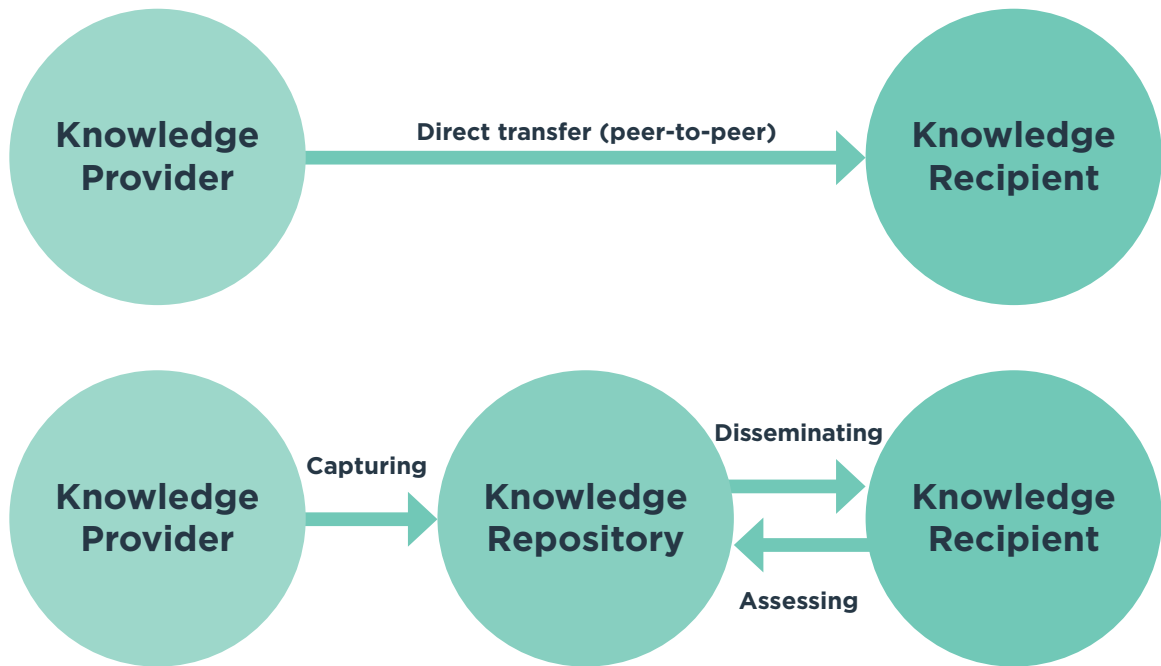 Knowledge
Provider
Direct transfer (peer-to-peer)
Knowledge
Recipient
Knowledge
Provider
Capturing
Knowledge
Repository
Disseminating
Assessing
Knowledge
Recipient